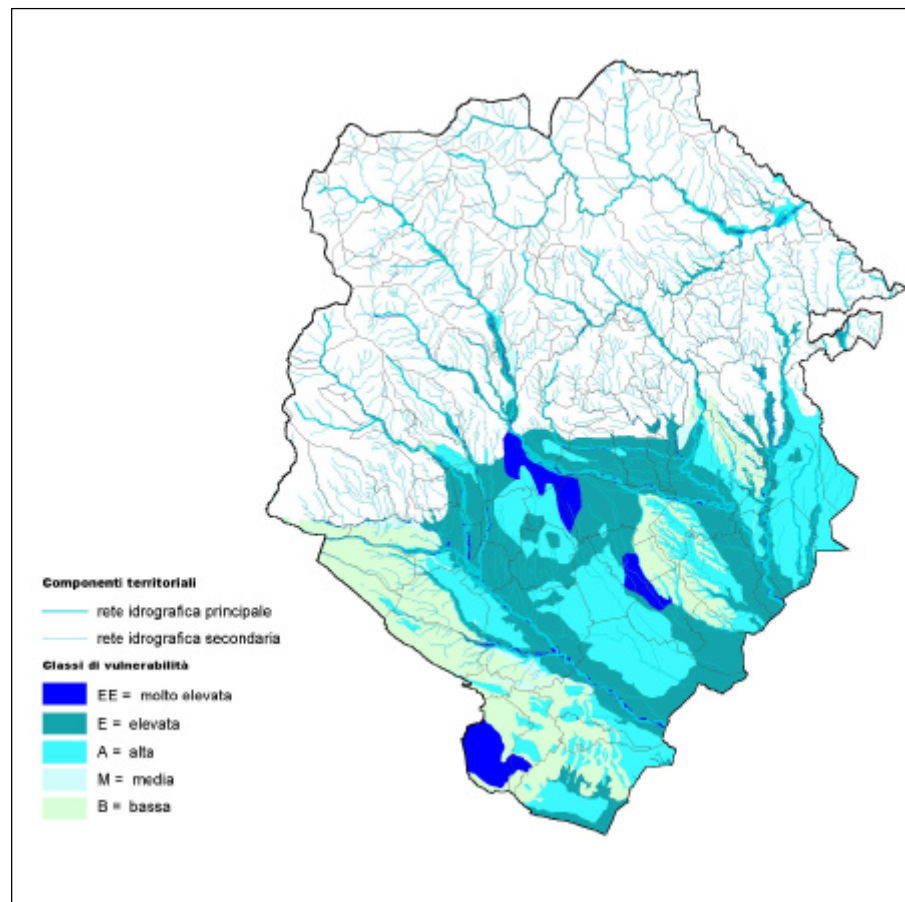 Componenti territoriali
rete idrografica principale
rete idrografica secondaria
Classi di vulnerabilità
EE = molto elevata
E = elevata
A = alta
M = media
B = bassa